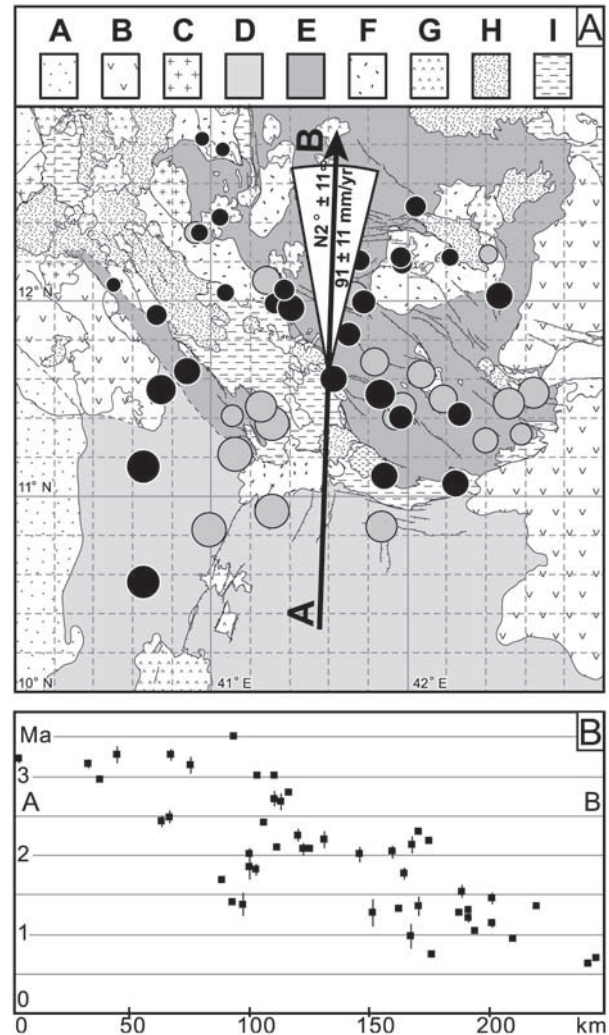 A B C D E F G H I A
B
N2° ± 11°
91 ± 11 mm/yr
12° N
11° N
A
10° N 41° E 42° E
Ma B
3
A B
2
1
0
0 50 100 150 200 km